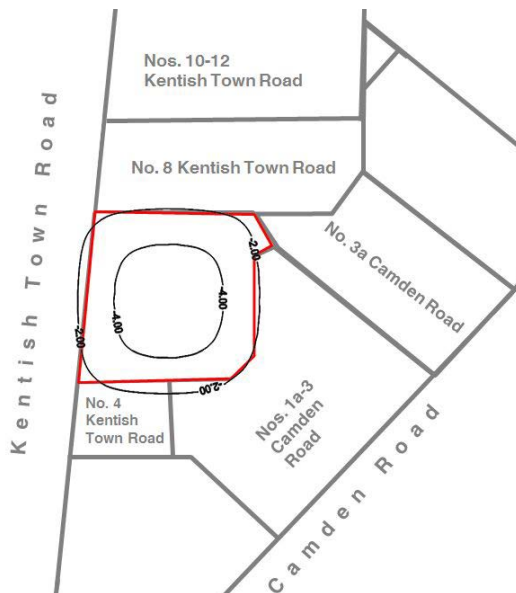 Nos. 10-12
Kentish Town Road
No. 8 Kentish Town Road
Kentish Town Road
No. 3a Camden Road
-2.00
-4.00
-4.00
-2.00
-2.00
No. 4
Kentish
Town Road
Nos. 1a-3
Camden
Road
Camden Road